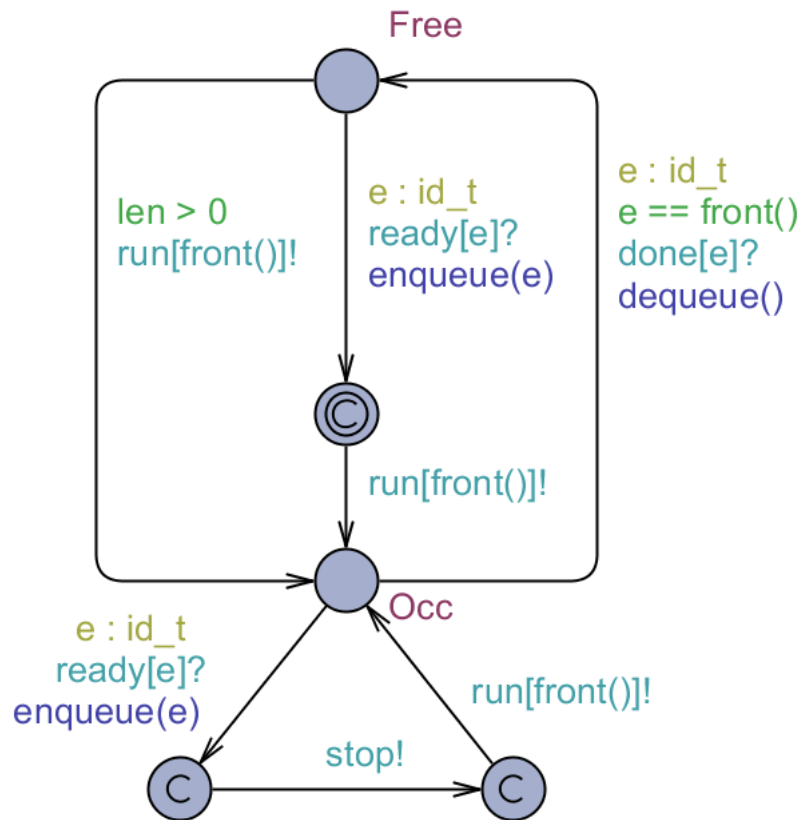 Free
len > 0
run[front()]!
e : id_t
ready[e]?
enqueue(e)
e : id_t
e == front()
done[e]?
dequeue()
C
run[front()]!
Occ
e : id_t
ready[e]?
enqueue(e)
run[front()]!
stop!
C
C